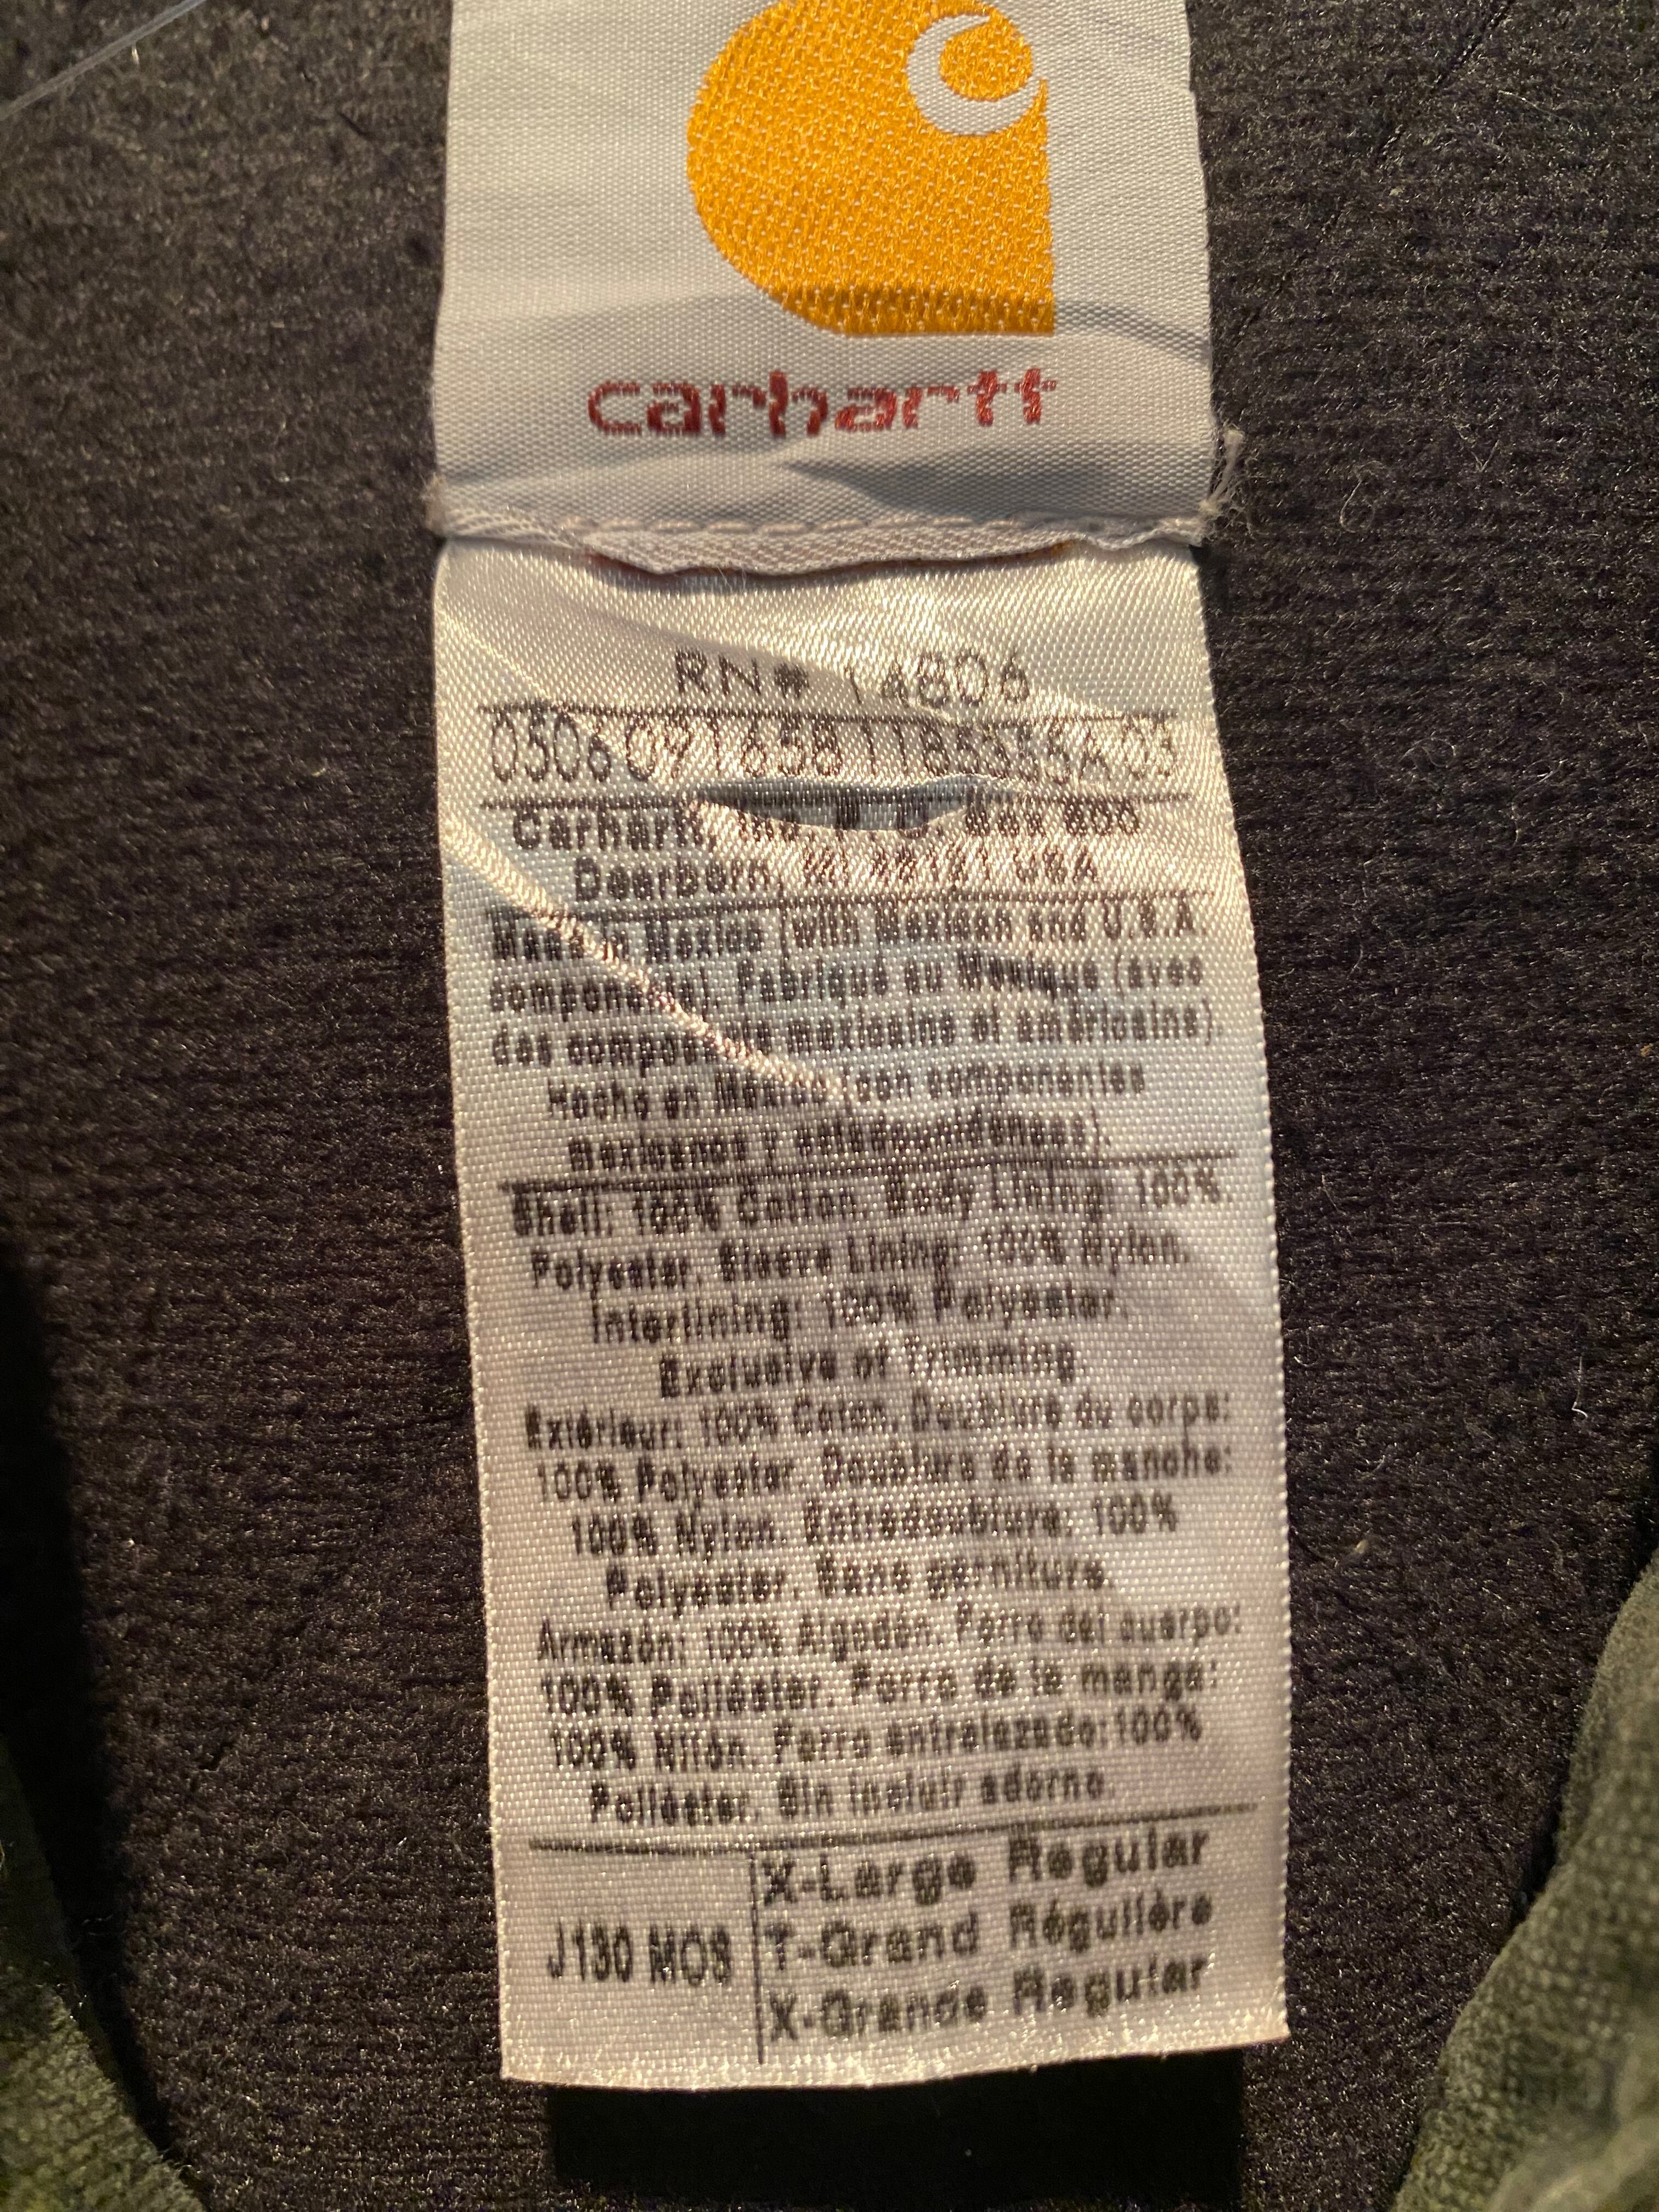 carhartt
RN# 14806
Carhartt, Inc. P.O. Box 600
Dearborn, MI 48121 USA
Made in Mexico (with Mexican and U.S.A
components). Fabriqué au Mexique (avec
des composants mexicains et américains).
Hecho en México (con componentes
Mexicanos y estadounidenses).
Shell: 100% Cotton. Body Lining: 100%
Polyester. Sleeve Lining: 100% Nylon.
Interlining: 100% Polyester.
Exclusive of Trimming.
Extérieur: 100% Coton. Doublure du corps:
100% Polyester. Doublure de la manche:
100% Nylon. Entredoublure: 100%
Polyester. Sans garniture.
Armazón: 100% Algodón. Forro del cuerpo:
100% Poliéster. Forro de la manga:
100% Nilón. Forro entrelazado:100%
Poliéster. Sin incluir adorno.
J130 MOS
X-Large Regular
T-Grand Régulière
X-Grande Regular